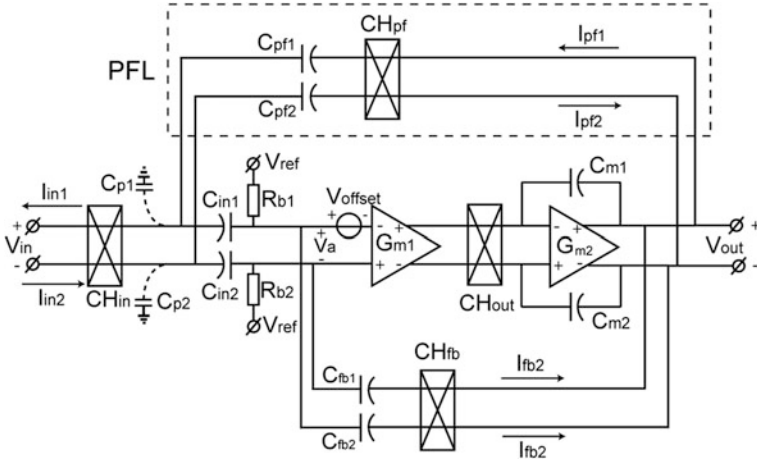 CHpf
Ipf1
Cpf1
PFL
Cpf2
Ipf2
Vref
Cm1
Iin1
Cp1
Cin1
Rb1
Voffset
+ -
+
Vin
-
+
Va
-
- +
Gm1
+ -
- +
Gm2
+ -
+
Vout
-
Iin2
CHin
Cp2
Cin2
Rb2
Vref
CHout
Cm2
CHfb
Cfb1
Ifb2
Cfb2
Ifb2